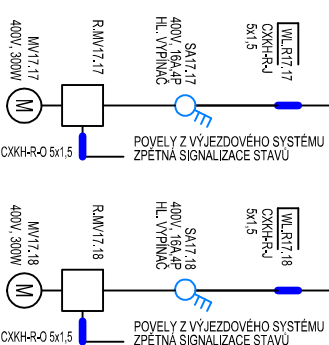 MV17.17
400V, 300W
R.MV17.17
SA17.17
400V, 16A,4P
HL. VYPÍNAČ
WL.R17.17
CXKH-R-J
5x1,5
M
CXKH-R-O 5x1,5
POVELY Z VÝJEZDOVÉHO SYSTÉMU
ZPĚTNÁ SIGNALIZACE STAVŮ
MV17.18
400V, 300W
R.MV17.18
SA17.18
400V, 16A,4P
HL. VYPÍNAČ
WL.R17.18
CXKH-R-J
5x1,5
M
CXKH-R-O 5x1,5
POVELY Z VÝJEZDOVÉHO SYSTÉMU
ZPĚTNÁ SIGNALIZACE STAVŮ